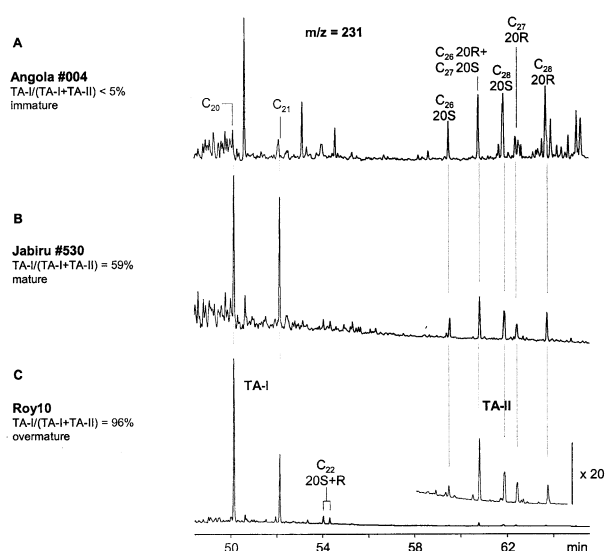 m/z = 231
A
Angola #004
TA-I/(TA-I+TA-II) < 5%
immature
C20
C21
C26
20S
C26 20R+
C27 20S
C28
20S
C27
20R
C28
20R
B
Jabiru #530
TA-I/(TA-I+TA-II) = 59%
mature
C
Roy10
TA-I/(TA-I+TA-II) = 96%
overmature
TA-I
TA-II
C22
20S+R
x 20
50
54
58
62
min